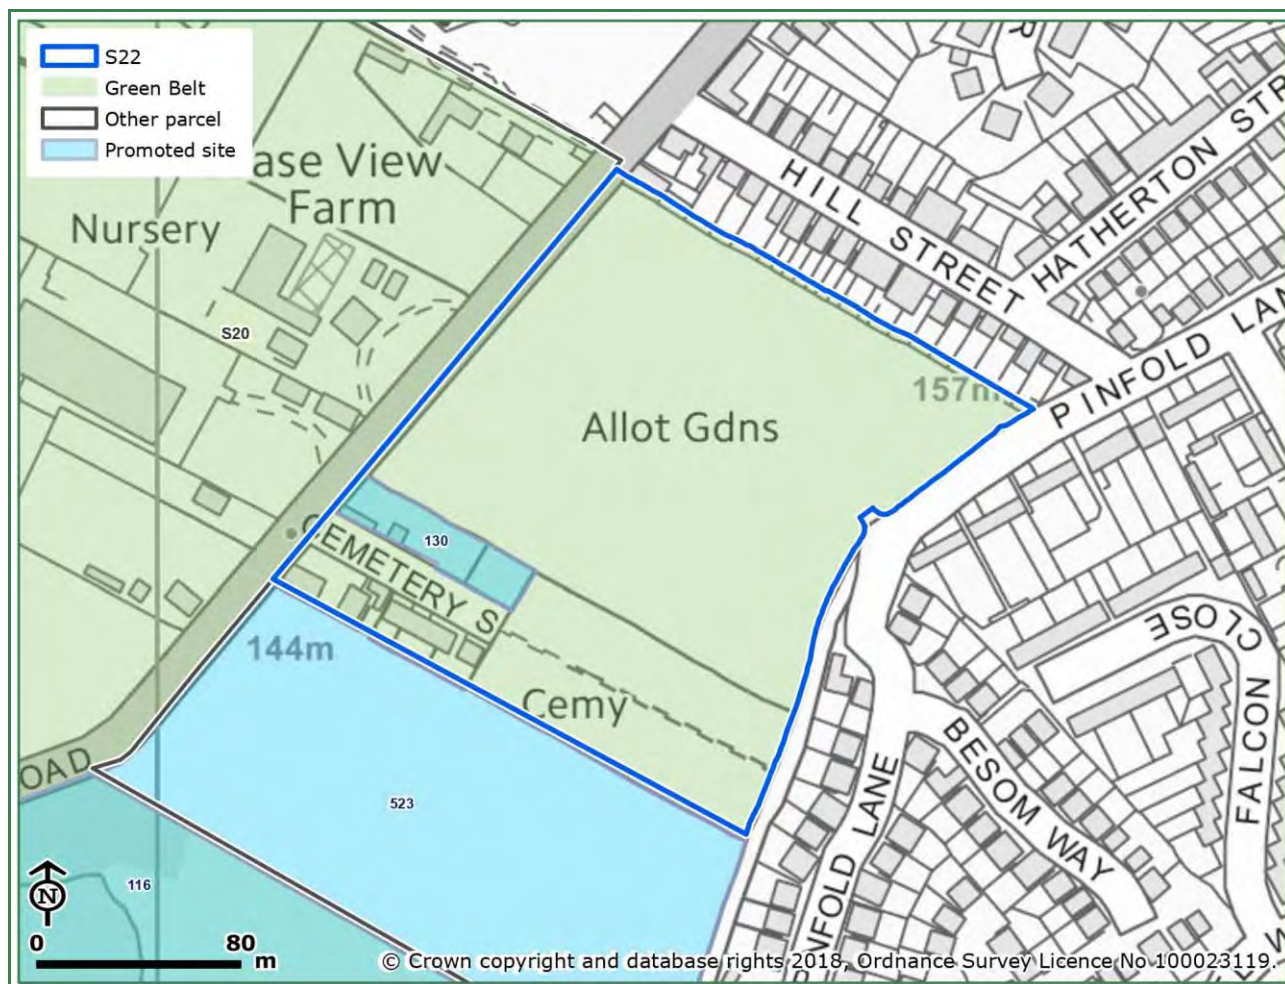 S22
Green Belt
Other parcel
Promoted site
ase View
Farm
Nursery
S20
HILL STREET
HATHERTON STR
PINFOLD LAN
157m
Allot Gdns
130
CEMETERY S
144m
Cemy
CLOSE
FALCON
BESOM WAY
PINFOLD LANE
OAD
523
116
N
0 80
m
© Crown copyright and database rights 2018, Ordnance Survey Licence No 100023119.